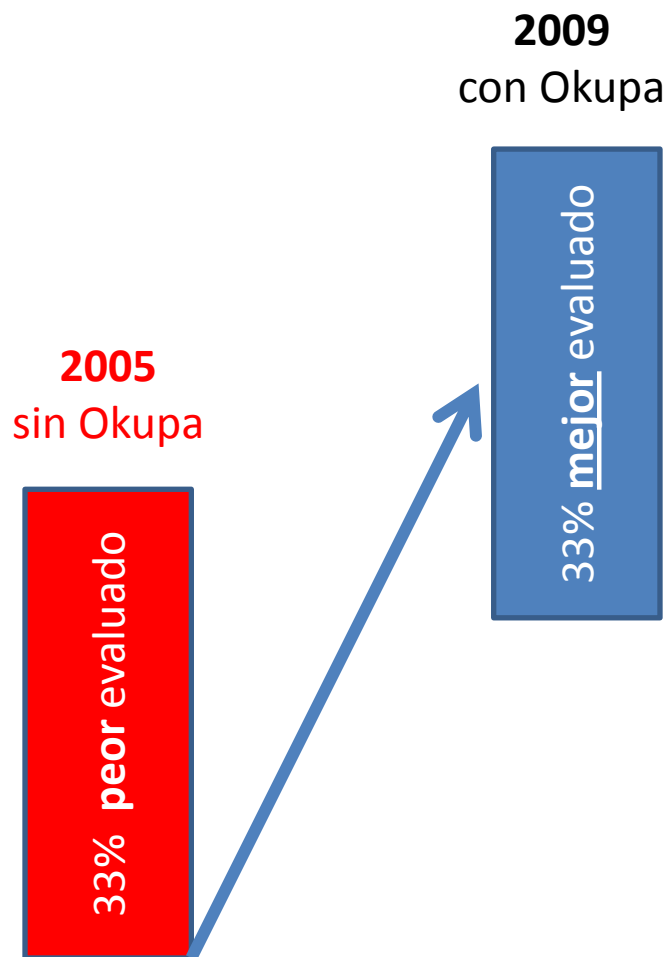 2009
con Okupa
33% mejor evaluado
2005
sin Okupa
33% peor evaluado